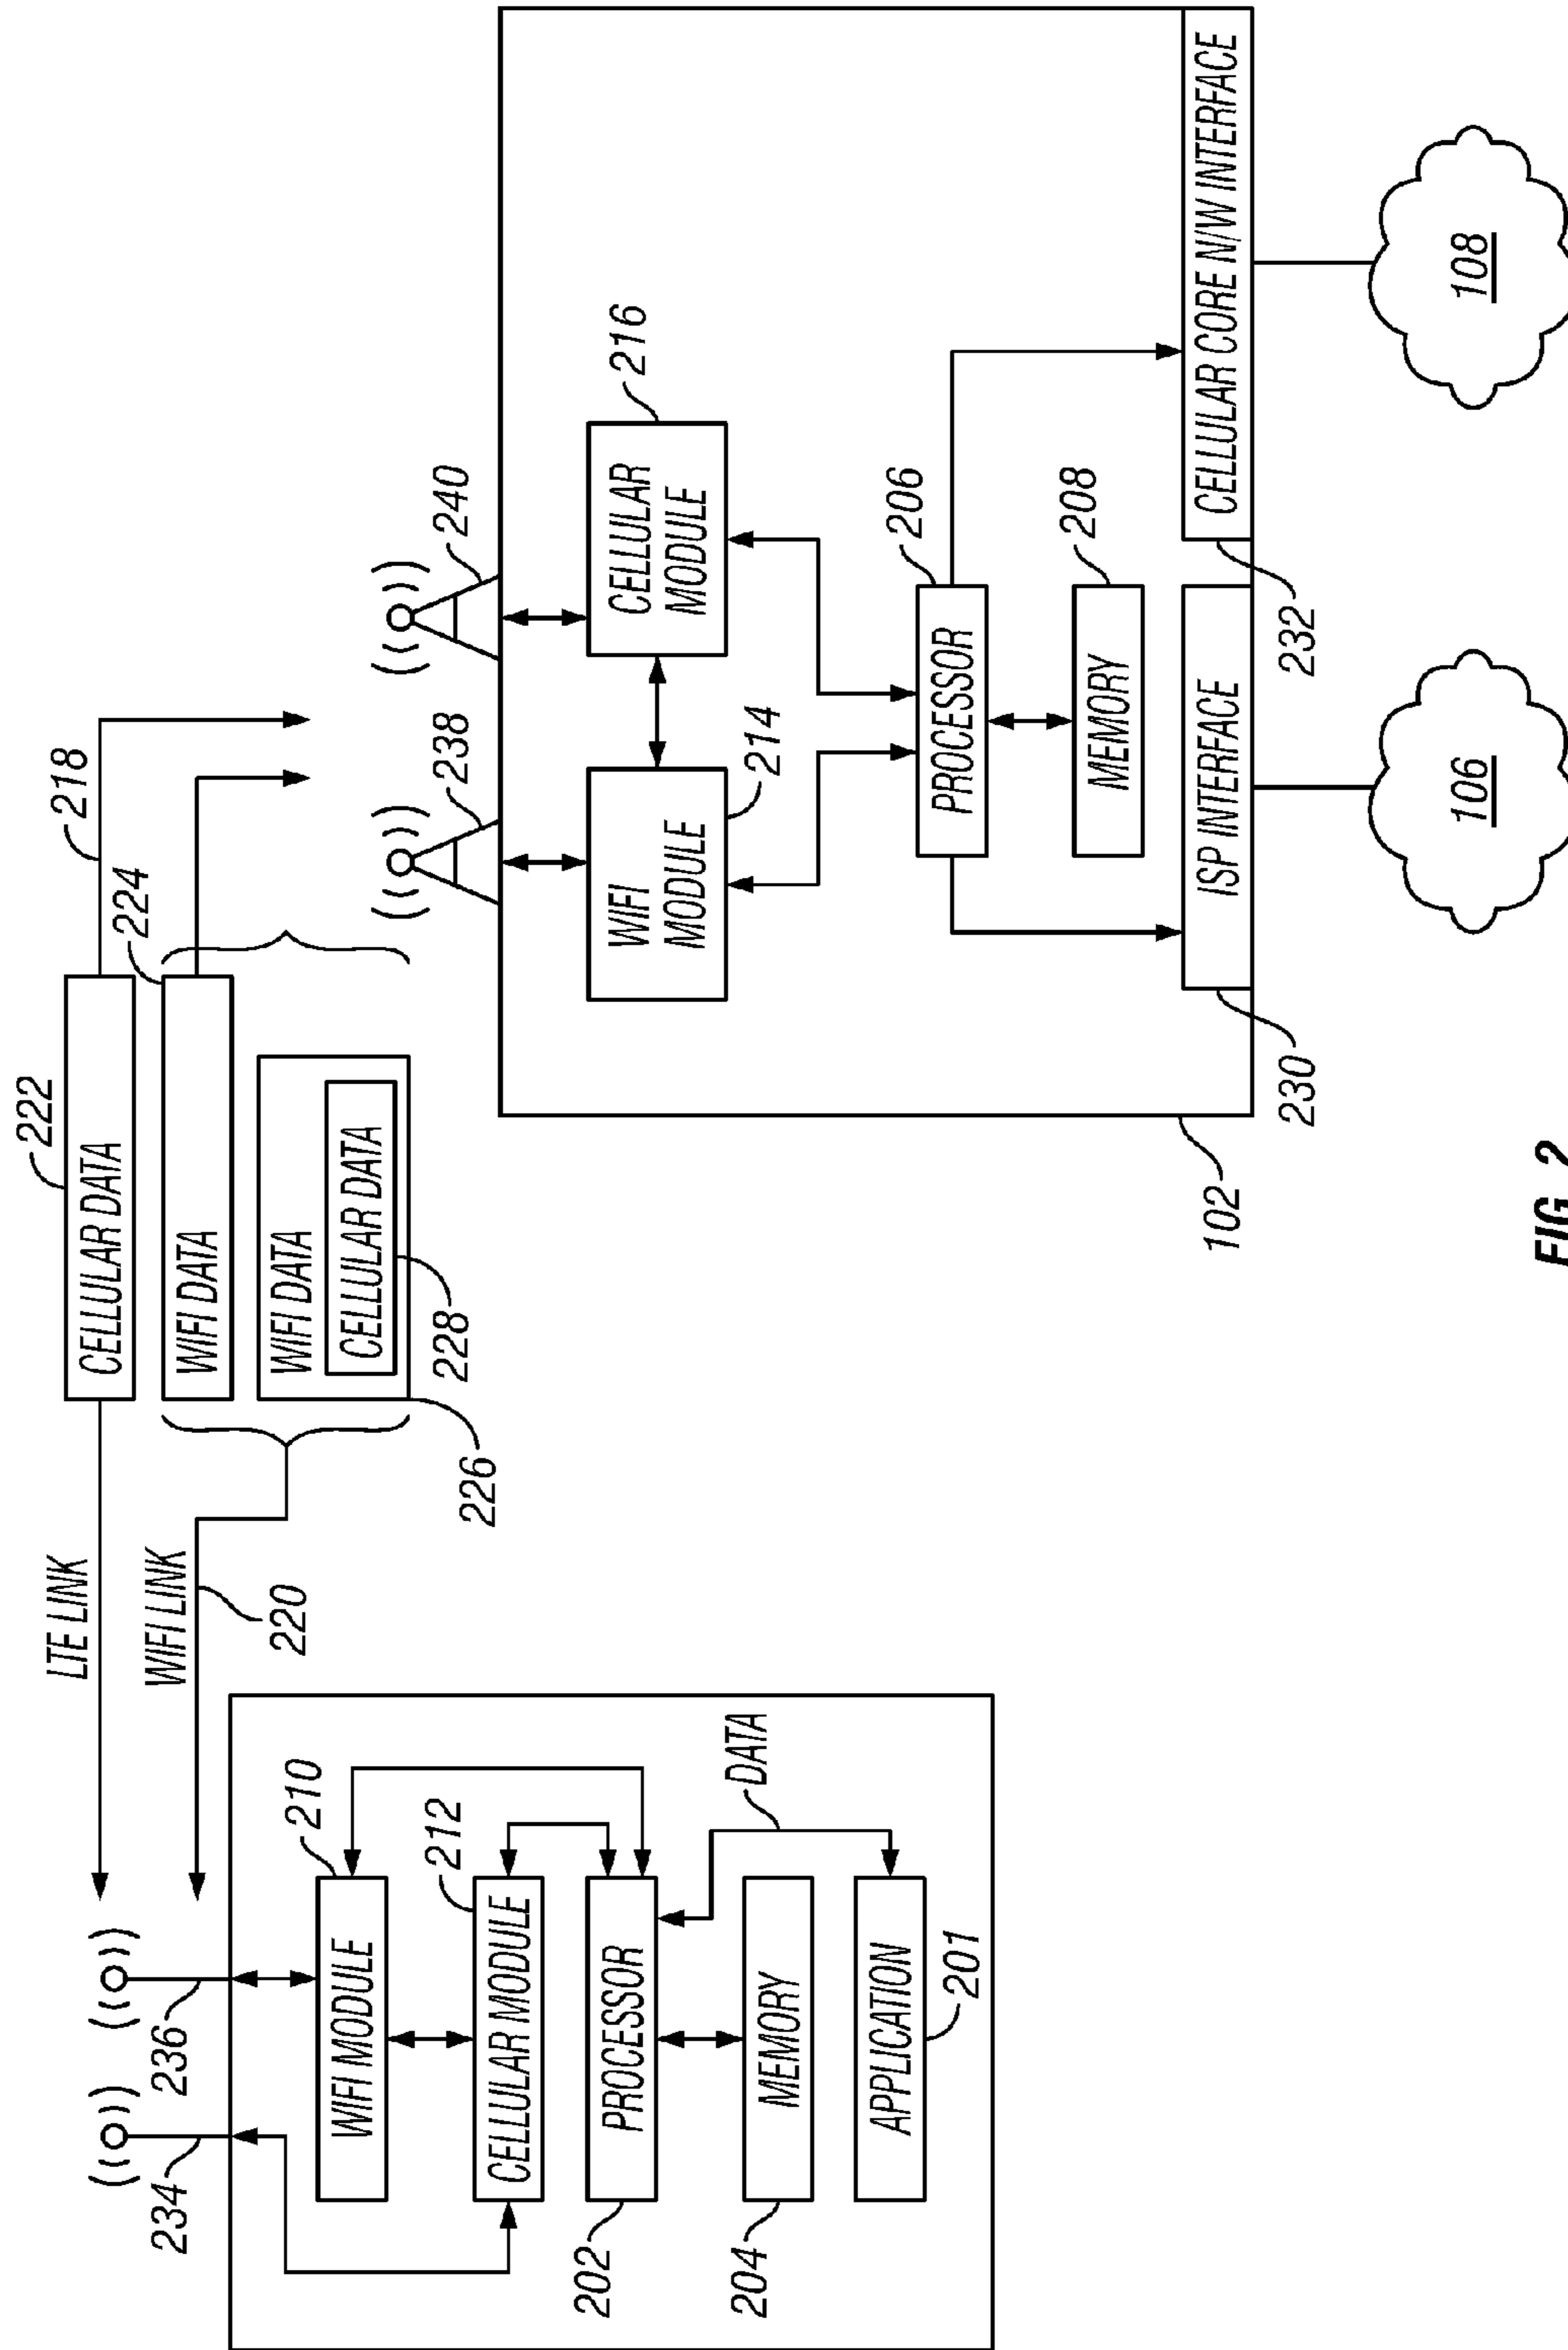 LTE LINK
222
CELLULAR DATA
218
WIFI LINK
220
224
WIFI DATA
WIFI DATA
CELLULAR DATA
228
226
234
236
210
WIFI MODULE
212
CELLULAR MODULE
202
PROCESSOR
DATA
204
MEMORY
APPLICATION
201
238
240
WIFI
MODULE
214
CELLULAR
MODULE
216
PROCESSOR
206
MEMORY
208
ISP INTERFACE
CELLULAR CORE N/W INTERFACE
102
230
232
106
108
FIG. 2